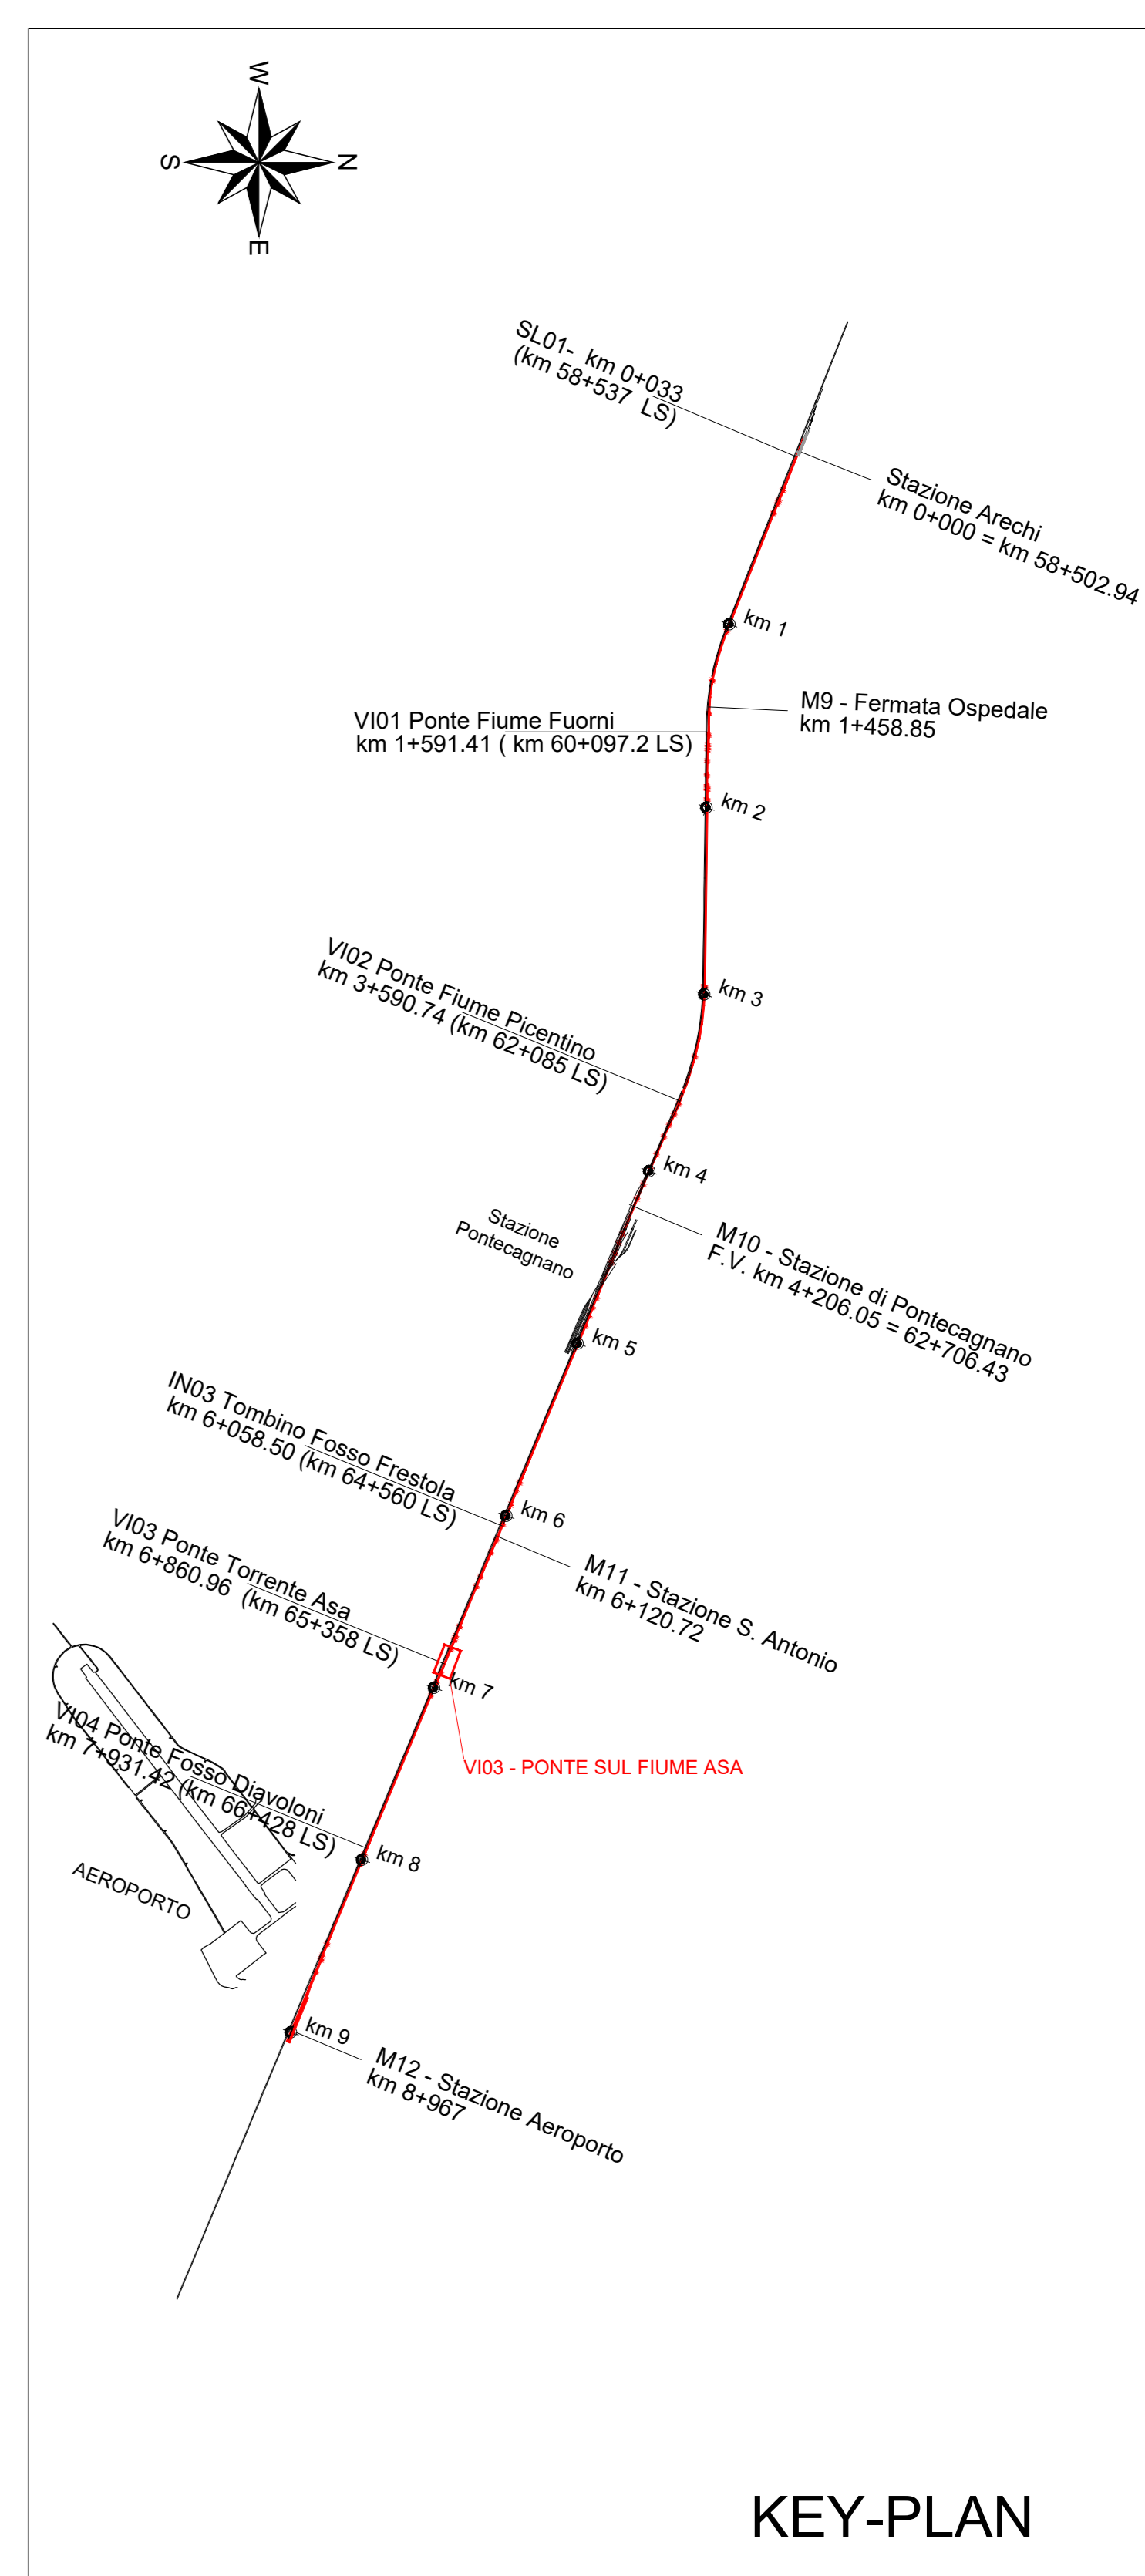 W
S
N
E
SL01- km 0+033
(km 58+537 LS)
Stazione Arechi
km 0+000 = km 58+502.94
km 1
M9 - Fermata Ospedale
km 1+458.85
VI01 Ponte Fiume Fuorni
km 1+591.41 ( km 60+097.2 LS)
km 2
VI02 Ponte Fiume Picentino
km 3+590.74 (km 62+085 LS)
km 3
km 4
Stazione
Pontecagnano
M10 - Stazione di Pontecagnano
F.V. km 4+206.05 = 62+706.43
km 5
IN03 Tombino Fosso Frestola
km 6+058.50 (km 64+560 LS)
km 6
M11 - Stazione S. Antonio
km 6+120.72
VI03 Ponte Torrente Asa
km 6+860.96 (km 65+358 LS)
km 7
VI03 - PONTE SUL FIUME ASA
VI04 Ponte Fosso Diavoloni
km 7+931.42 (km 66+428 LS)
km 8
AEROPORTO
km 9
M12 - Stazione Aeroporto
km 8+967
KEY-PLAN